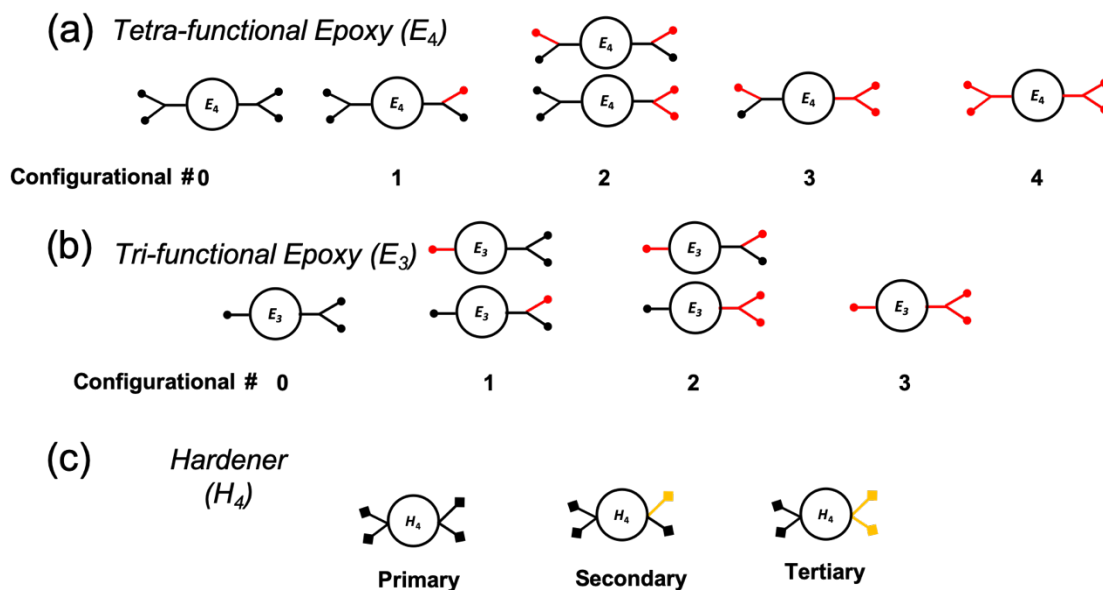 (a) Tetra-functional Epoxy (E4)
E4
E4 E4 E4 E4 E4
Configurational # 0 1 2 3 4
(b) Tri-functional Epoxy (E3)
E3 E3
E3 E3 E3 E3
Configurational # 0 1 2 3
(c) Hardener
(H4)
H4 H4 H4
Primary Secondary Tertiary